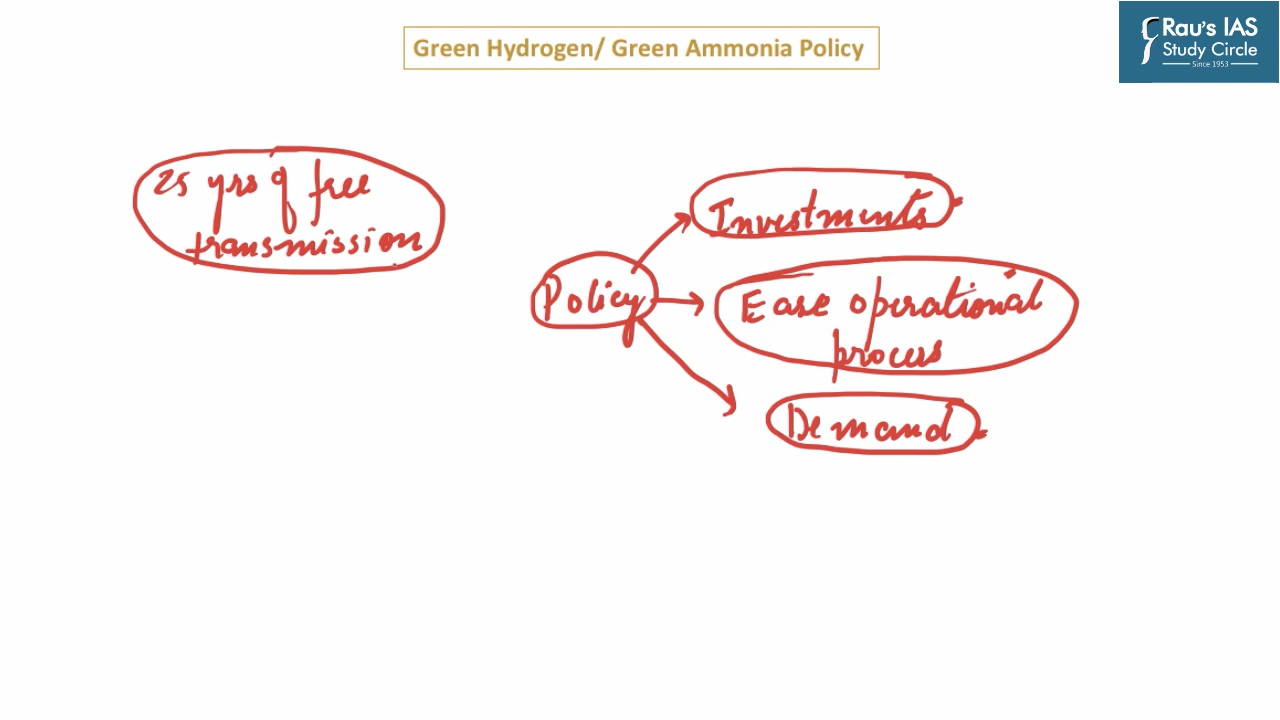 Green Hydrogen/ Green Ammonia Policy
Rau's IAS
Study Circle
Since 1953
25 yrs of free
transmission
Policy
Investments
Ease operational
process
Demand